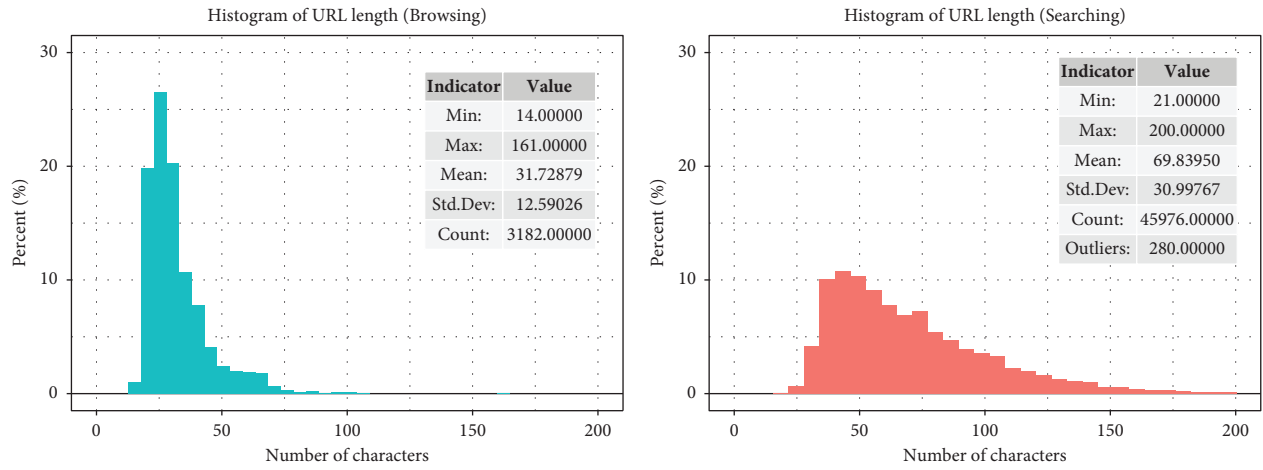 Histogram of URL length (Browsing)
30
20
10
0
Percent (%)
Indicator Value
Min: 14.00000
Max: 161.00000
Mean: 31.72879
Std.Dev: 12.59026
Count: 3182.00000
0 50 100 150 200
Number of characters
Histogram of URL length (Searching)
30
20
10
0
Percent (%)
Indicator Value
Min: 21.00000
Max: 200.00000
Mean: 69.83950
Std.Dev: 30.99767
Count: 45976.00000
Outliers: 280.00000
0 50 100 150 200
Number of characters